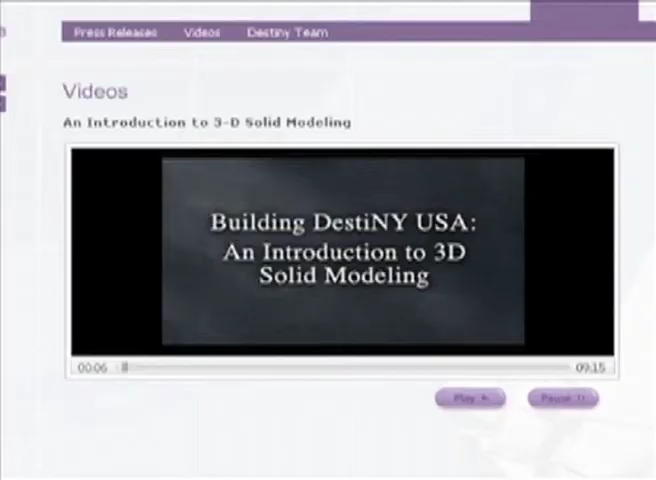 Press Releases Videos Destiny Team
Videos
An Introduction to 3-D Solid Modeling
Building DestiNY USA:
An Introduction to 3D
Solid Modeling
00:06 09:15
Play Pause